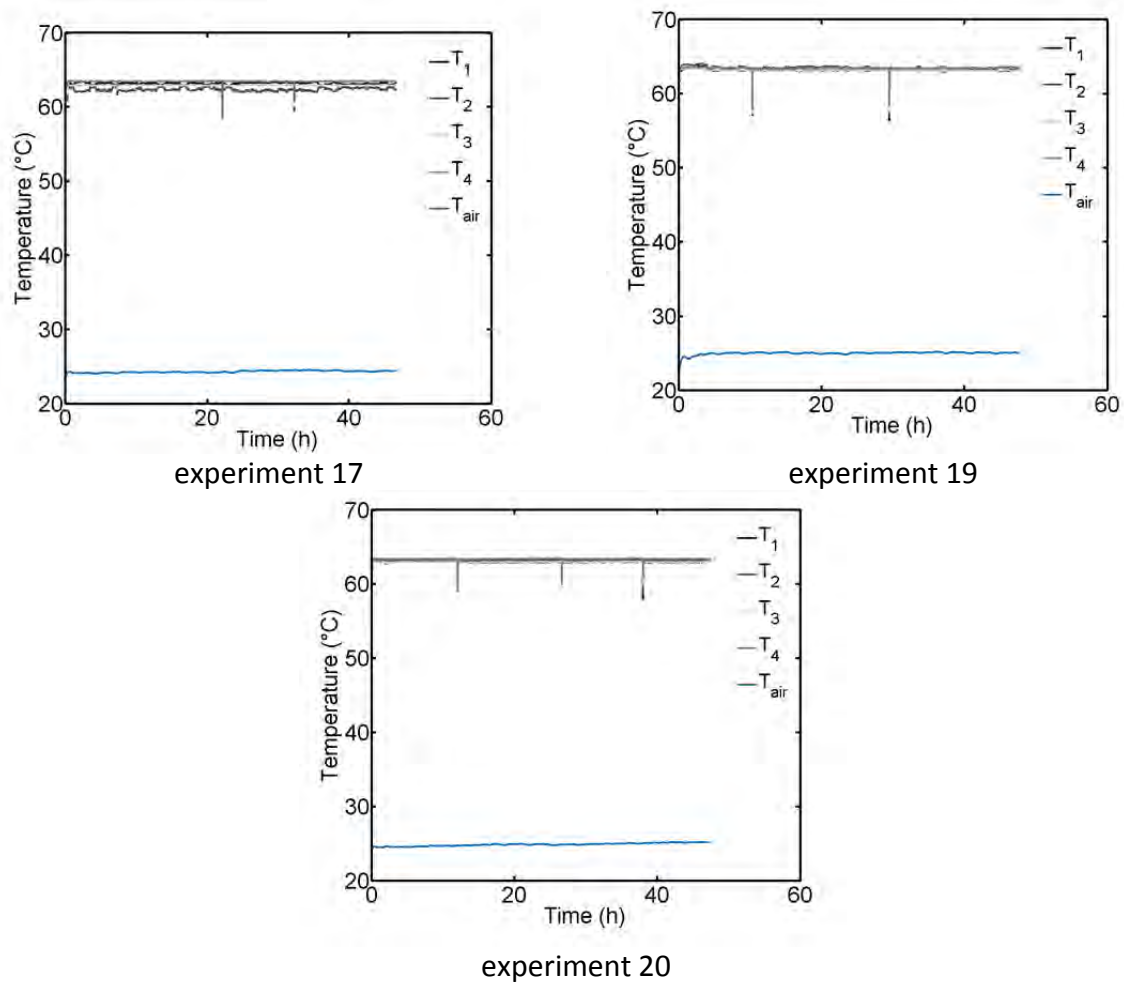 70
60
50
40
30
20
Temperature (°C)
0
20
40
60
Time (h)
T1
T2
T3
T4
Tair
experiment 17
70
60
50
40
30
20
Temperature (°C)
0
20
40
60
Time (h)
T1
T2
T3
T4
Tair
experiment 19
70
60
50
40
30
20
Temperature (°C)
0
20
40
60
Time (h)
T1
T2
T3
T4
Tair
experiment 20